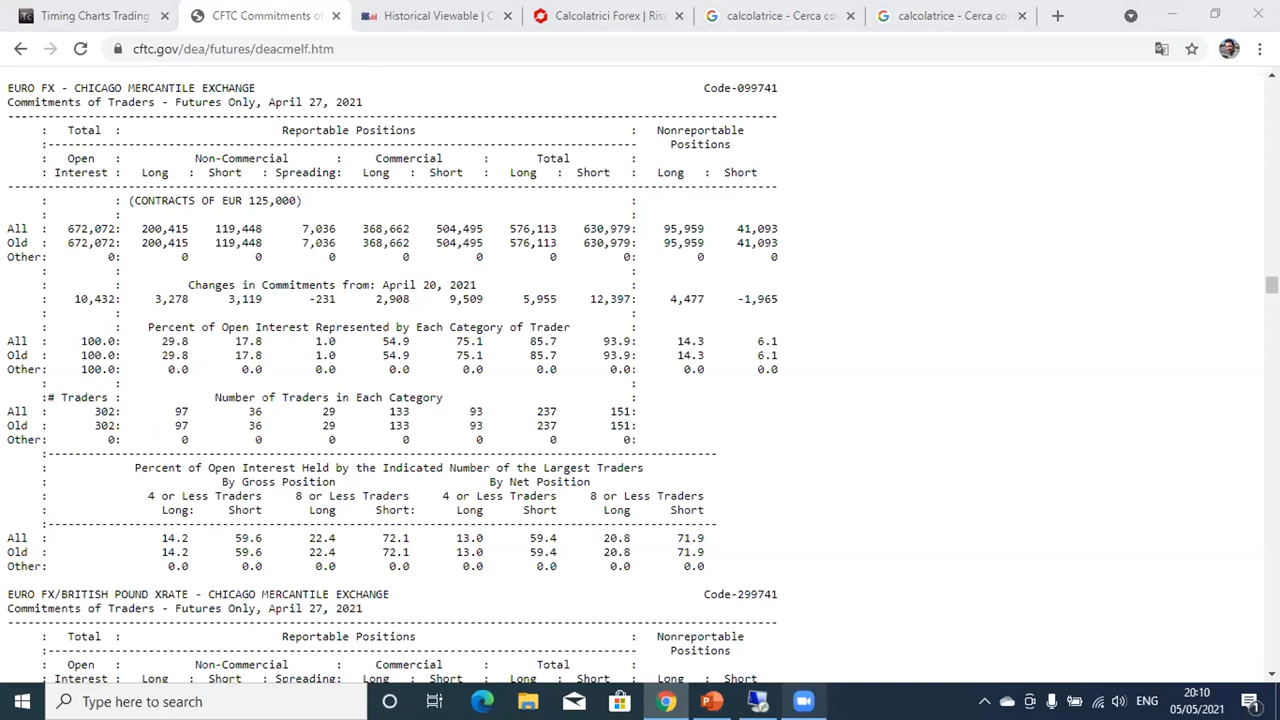 Timing Charts Trading
CFTC Commitments of
Historical Viewable | C
Calcolatrici Forex | Ris
calcolatrice - Cerca co
calcolatrice - Cerca co
cftc.gov/dea/futures/deacmelf.htm
EURO FX - CHICAGO MERCANTILE EXCHANGE Code-099741
Commitments of Traders - Futures Only, April 27, 2021
-----------------------------------------------------------------------------------------------------------------
: Total : Reportable Positions : Nonreportable
:-----------------------------------------------------------------------------------: Positions
: Open : Non-Commercial : Commercial : Total :
: Interest : Long : Short : Spreading: Long : Short : Long : Short : Long : Short
-----------------------------------------------------------------------------------------------------------------
: : (CONTRACTS OF EUR 125,000) :
: : :
All : 672,072: 200,415 119,448 7,036 368,662 504,495 576,113 630,979: 95,959 41,093
Old : 672,072: 200,415 119,448 7,036 368,662 504,495 576,113 630,979: 95,959 41,093
Other: 0: 0 0 0 0 0 0 0: 0 0
: : :
: : Changes in Commitments from: April 20, 2021 :
: 10,432: 3,278 3,119 -231 2,908 9,509 5,955 12,397: 4,477 -1,965
: : :
: : Percent of Open Interest Represented by Each Category of Trader :
All : 100.0: 29.8 17.8 1.0 54.9 75.1 85.7 93.9: 14.3 6.1
Old : 100.0: 29.8 17.8 1.0 54.9 75.1 85.7 93.9: 14.3 6.1
Other: 100.0: 0.0 0.0 0.0 0.0 0.0 0.0 0.0: 0.0 0.0
: : :
:# Traders : Number of Traders in Each Category :
All : 302: 97 36 29 133 93 237 151:
Old : 302: 97 36 29 133 93 237 151:
Other: 0: 0 0 0 0 0 0 0:
:---------------------------------------------------------------------------------------------------
: Percent of Open Interest Held by the Indicated Number of the Largest Traders
: By Gross Position By Net Position
: 4 or Less Traders 8 or Less Traders 4 or Less Traders 8 or Less Traders
: Long: Short Long Short: Long Short Long Short
:---------------------------------------------------------------------------------------------------
All : 14.2 59.6 22.4 72.1 13.0 59.4 20.8 71.9
Old : 14.2 59.6 22.4 72.1 13.0 59.4 20.8 71.9
Other: 0.0 0.0 0.0 0.0 0.0 0.0 0.0 0.0
EURO FX/BRITISH POUND XRATE - CHICAGO MERCANTILE EXCHANGE Code-299741
Commitments of Traders - Futures Only, April 27, 2021
-----------------------------------------------------------------------------------------------------------------
: Total : Reportable Positions : Nonreportable
:-----------------------------------------------------------------------------------: Positions
: Open : Non-Commercial : Commercial : Total :
: Interest : Long : Short : Spreading: Long : Short : Long : Short : Long : Short
Type here to search
ENG
20:10
05/05/2021
1